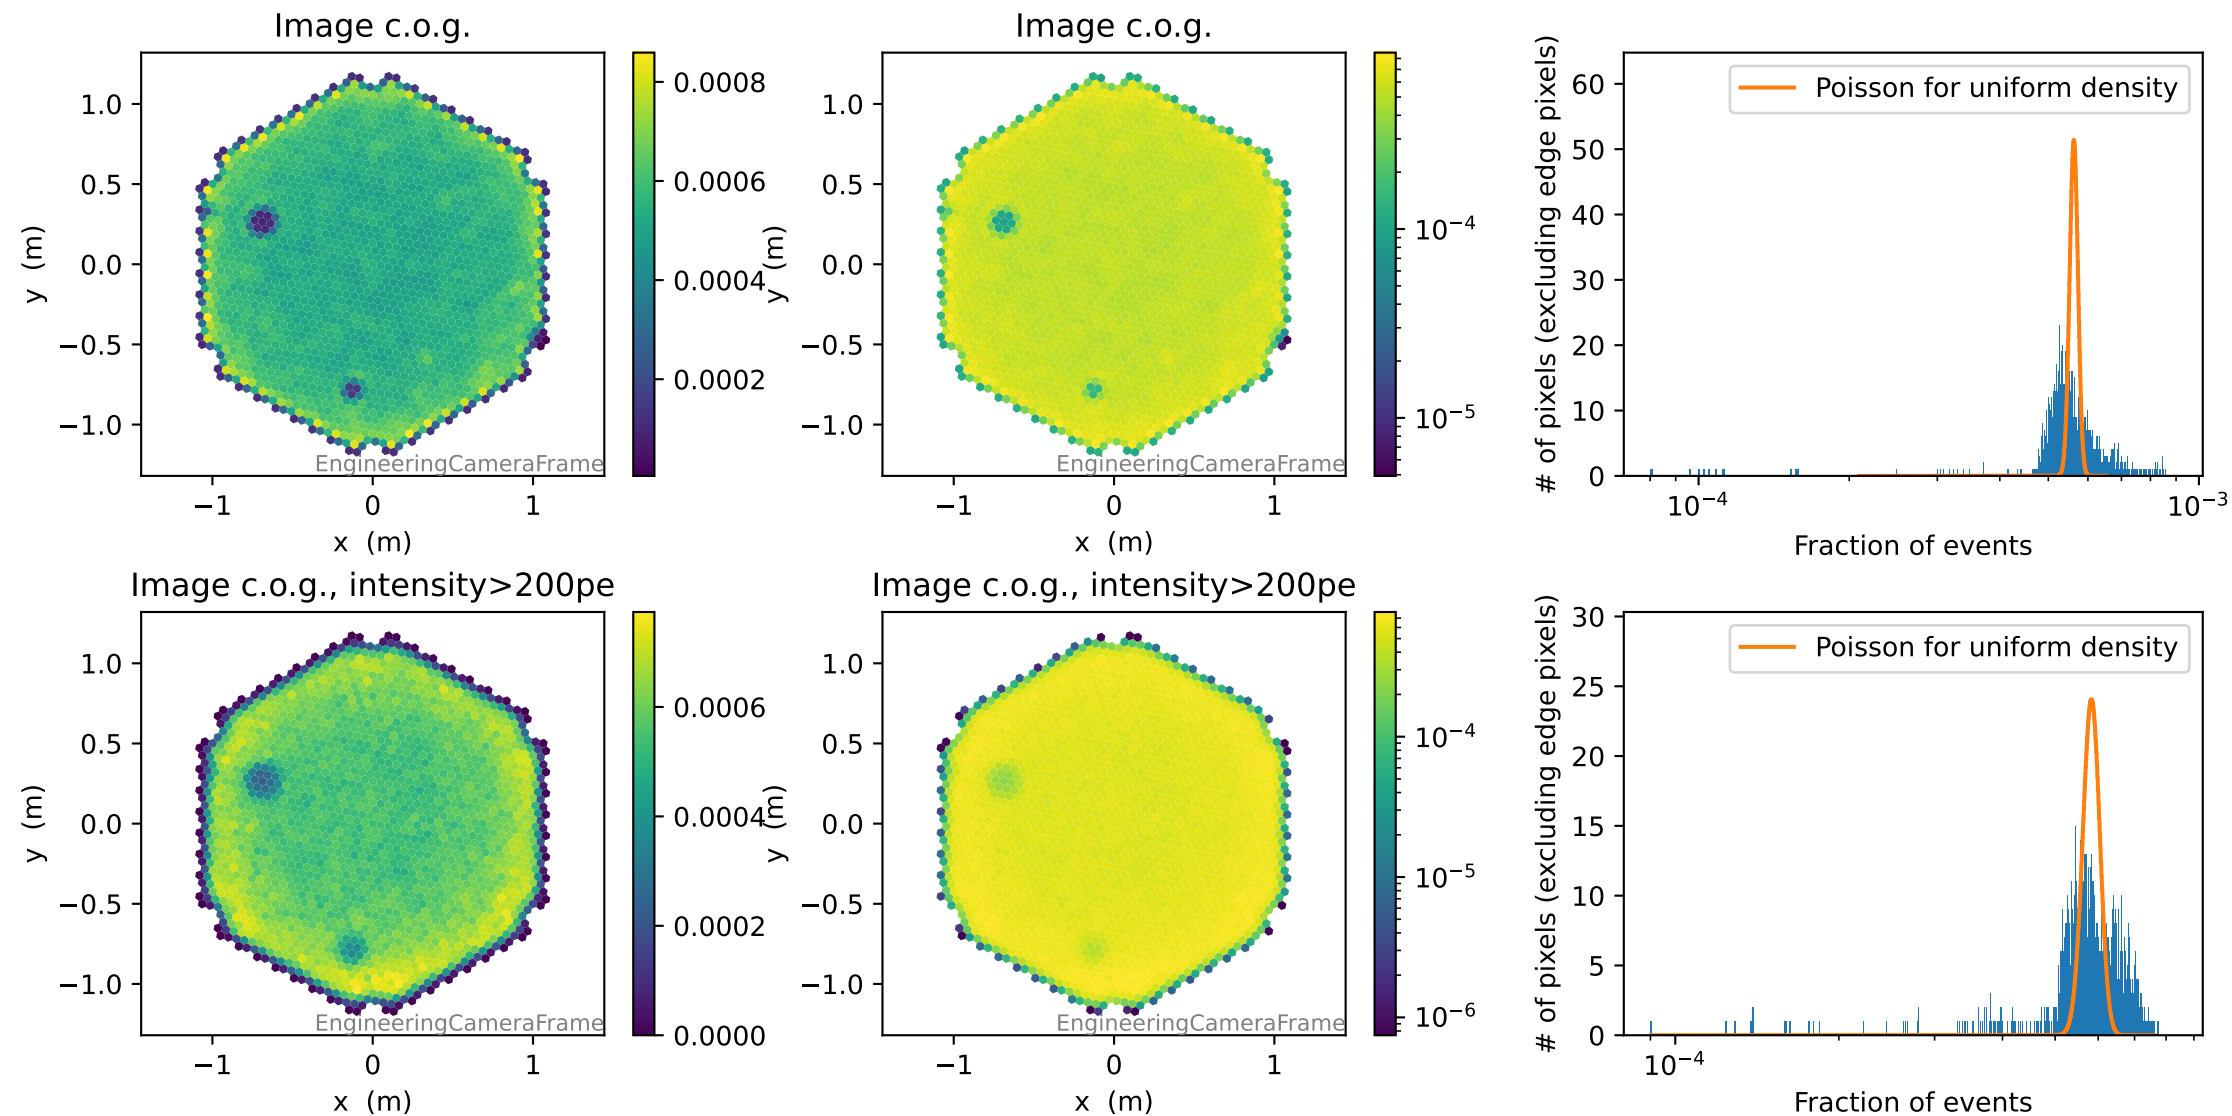 Image c.o.g.
1.0
0.5
0.0
−0.5
−1.0
y (m)
−1
0
1
x (m)
EngineeringCameraFrame
0.0008
0.0006
0.0004
0.0002
Image c.o.g.
1.0
0.5
0.0
−0.5
−1.0
y (m)
−1
0
1
x (m)
EngineeringCameraFrame
10−4
10−5
# of pixels (excluding edge pixels)
60
50
40
30
20
10
0
Poisson for uniform density
10−4
10−3
Fraction of events
Image c.o.g., intensity>200pe
1.0
0.5
0.0
−0.5
−1.0
y (m)
−1
0
1
x (m)
EngineeringCameraFrame
0.0006
0.0004
0.0002
0.0000
Image c.o.g., intensity>200pe
1.0
0.5
0.0
−0.5
−1.0
y (m)
−1
0
1
x (m)
EngineeringCameraFrame
10−4
10−5
10−6
# of pixels (excluding edge pixels)
30
25
20
15
10
5
0
Poisson for uniform density
10−4
Fraction of events